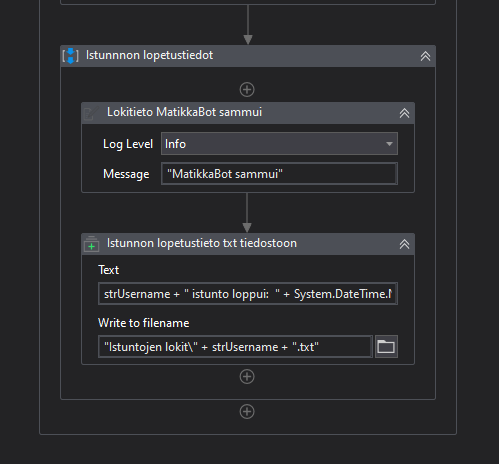 Istunnnon lopetustiedot
Lokitieto MatikkaBot sammui
Log Level Info
Message "MatikkaBot sammui"
Istunnon lopetustieto txt tiedostoon
Text
strUsername + " istunto loppui:  " + System.DateTime.N
Write to filename
"Istuntojen lokit\" + strUsername + ".txt"